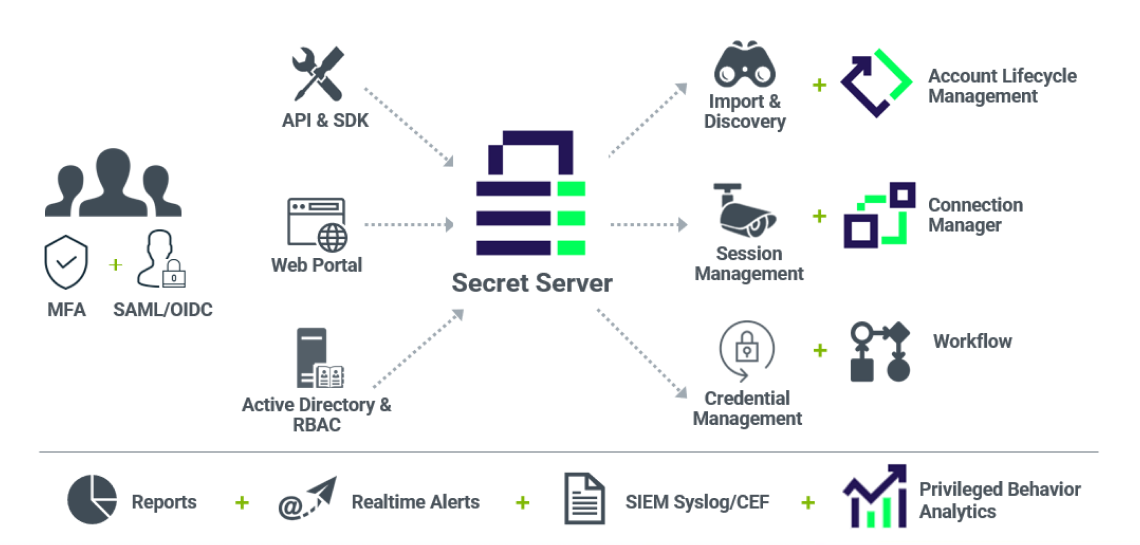 API & SDK
Import &
Discovery
+
Account Lifecycle
Management
MFA
+
SAML/OIDC
Web Portal
Secret Server
Session
Management
+
Connection
Manager
Active Directory &
RBAC
Credential
Management
+
Workflow
Reports
+
@
Realtime Alerts
+
SIEM Syslog/CEF
+
Privileged Behavior
Analytics